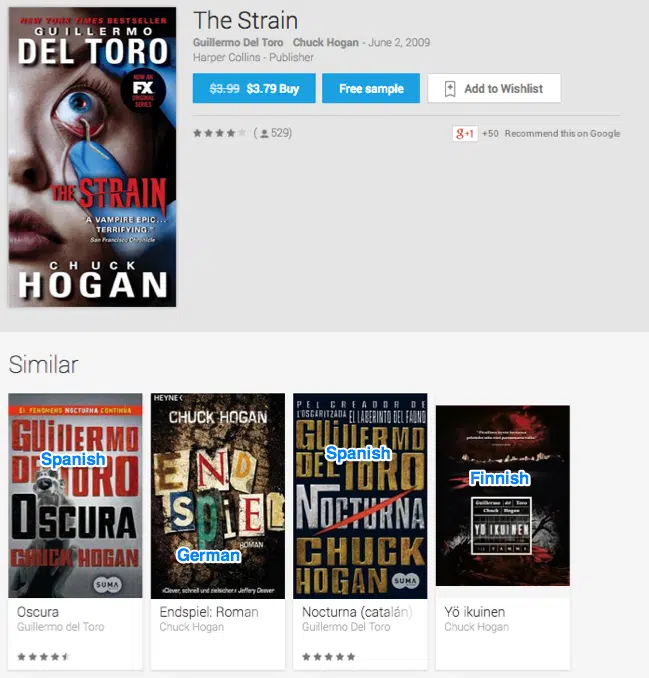 NEW YORK TIMES BESTSELLER
GUILLERMO
DEL TORO
NOW AN
FX
ORIGINAL
SERIES
THE STRAIN
"A VAMPIRE EPIC...
TERRIFYING."
San Francisco Chronicle
CHUCK
HOGAN
The Strain
Guillermo Del Toro Chuck Hogan - June 2, 2009
Harper Collins - Publisher
$3.99 $3.79 Buy
Free sample
Add to Wishlist
( 529)
g+1 +50 Recommend this on Google
Similar
EL FENÓMENO NOCTURNA CONTINÚA
GUILLERMO
DEL TORO
Spanish
OSCURA
CHUCK HOGAN
SUMA
Oscura
Guillermo del Toro
HEYNE
CHUCK HOGAN
END
SPIEL
ROMAN
German
»Clever, schnell und zielsicher.« Jeffery Deaver
Endspiel: Roman
Chuck Hogan
PEL CREADOR DE
L'OSCARITZADA EL LABERINTO DEL FAUNO
GUILLERMO
DEL TORO
Spanish
NOCTURNA
CHUCK
HOGAN
SUMA
Nocturna (catalán)
Guillermo Del Toro
Finnish
Guillermo del Toro
Chuck Hogan
YÖ IKUINEN
TAMMI
Yö ikuinen
Chuck Hogan